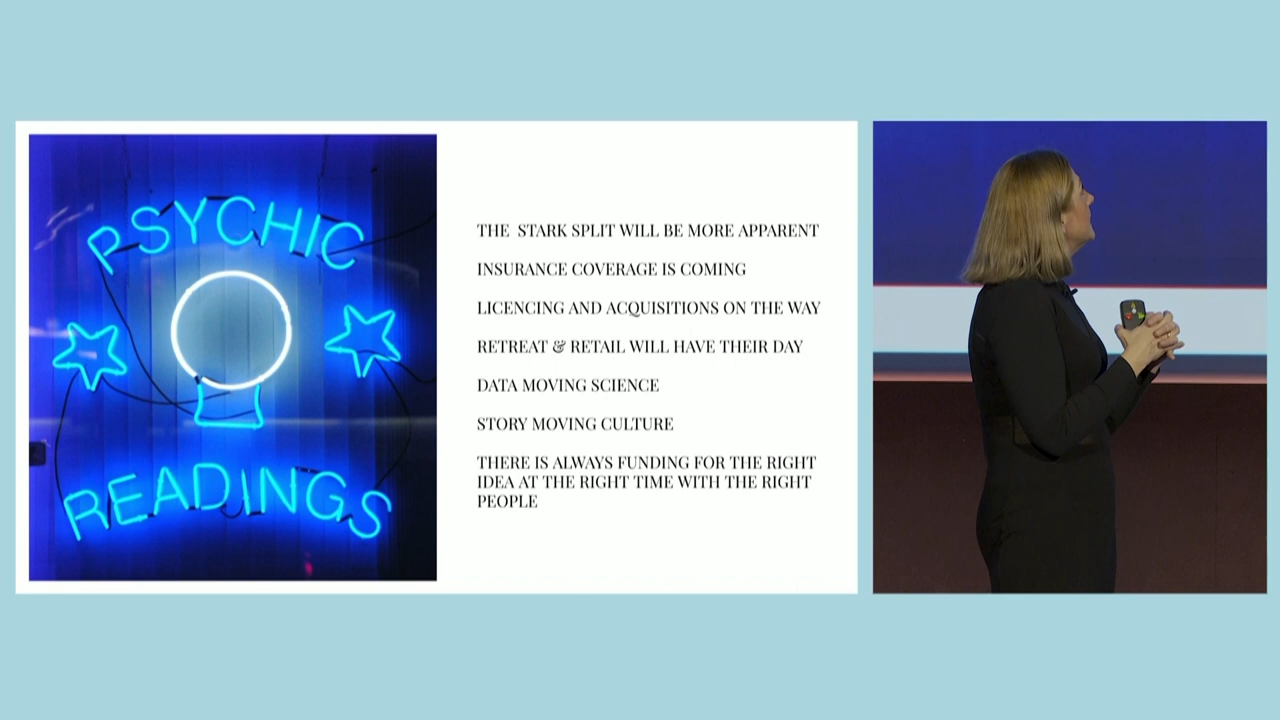 PSYCHIC
READINGS
THE STARK SPLIT WILL BE MORE APPARENT
INSURANCE COVERAGE IS COMING
LICENCING AND ACQUISITIONS ON THE WAY
RETREAT & RETAIL WILL HAVE THEIR DAY
DATA MOVING SCIENCE
STORY MOVING CULTURE
THERE IS ALWAYS FUNDING FOR THE RIGHT
IDEA AT THE RIGHT TIME WITH THE RIGHT
PEOPLE